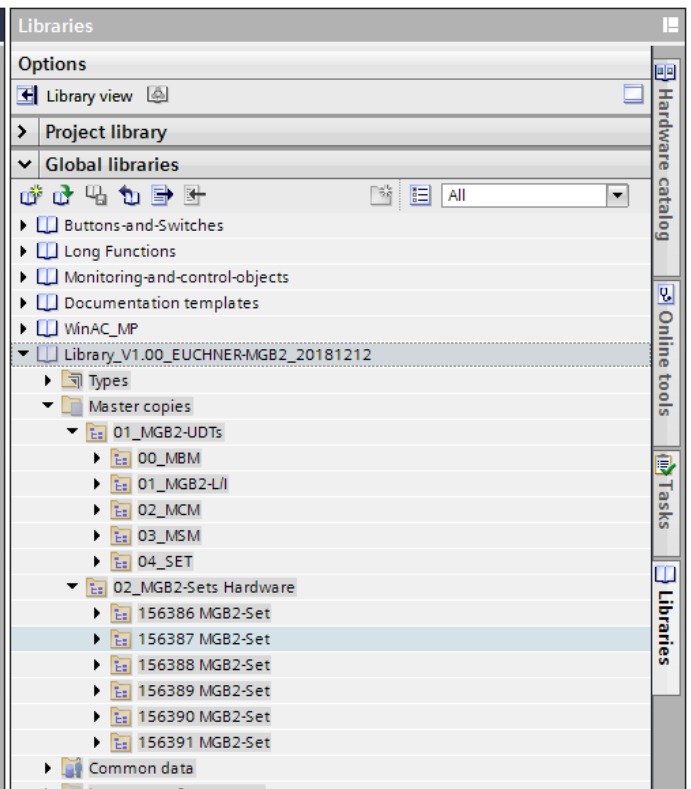 Libraries
Options
Library view
Project library
Global libraries
All
Buttons-and-Switches
Long Functions
Monitoring-and-control-objects
Documentation templates
WinAC_MP
Library_V1.00_EUCHNER-MGB2_20181212
Types
Master copies
01_MGB2-UDTs
00_MBM
01_MGB2-L/I
02_MCM
03_MSM
04_SET
02_MGB2-Sets Hardware
156386 MGB2-Set
156387 MGB2-Set
156388 MGB2-Set
156389 MGB2-Set
156390 MGB2-Set
156391 MGB2-Set
Common data
Hardware catalog
Online tools
Tasks
Libraries